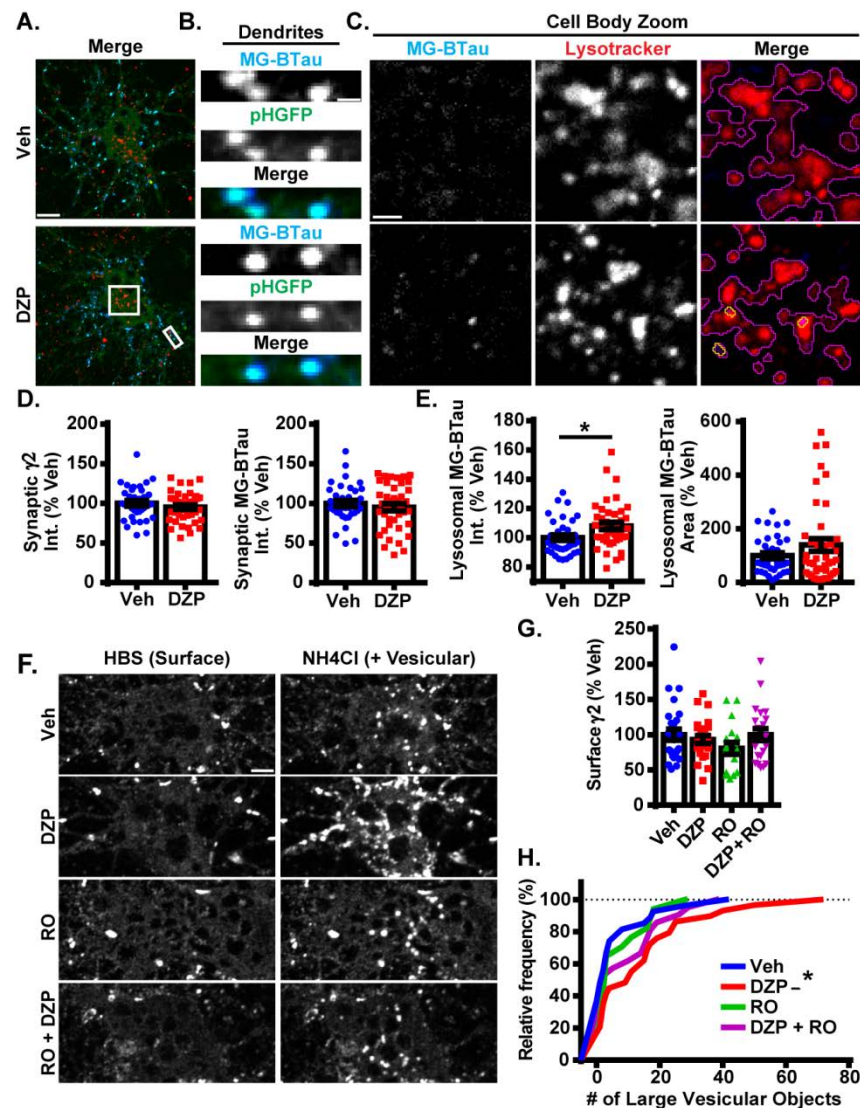 A.
Merge
Veh
DZP
B.
Dendrites
MG-BTau
pHGFP
Merge
MG-BTau
pHGFP
Merge
C.
Cell Body Zoom
MG-BTau
Lysotracker
Merge
D.
Synaptic γ2
Int. (% Veh)
200
150
100
50
0
Veh
DZP
Synaptic MG-BTau
Int. (% Veh)
200
150
100
50
0
Veh
DZP
E.
Lysosomal MG-BTau
Int. (% Veh)
180
160
140
120
100
80
*
Veh
DZP
Lysosomal MG-BTau
Area (% Veh)
600
400
200
0
Veh
DZP
F.
HBS (Surface)
NH4Cl (+ Vesicular)
Veh
DZP
RO
RO + DZP
G.
Surface γ2 (% Veh)
250
200
150
100
50
0
Veh
DZP
RO
DZP+RO
H.
Relative frequency (%)
100
80
60
40
20
0
Veh
DZP – *
RO
DZP + RO
0
20
40
60
80
# of Large Vesicular Objects